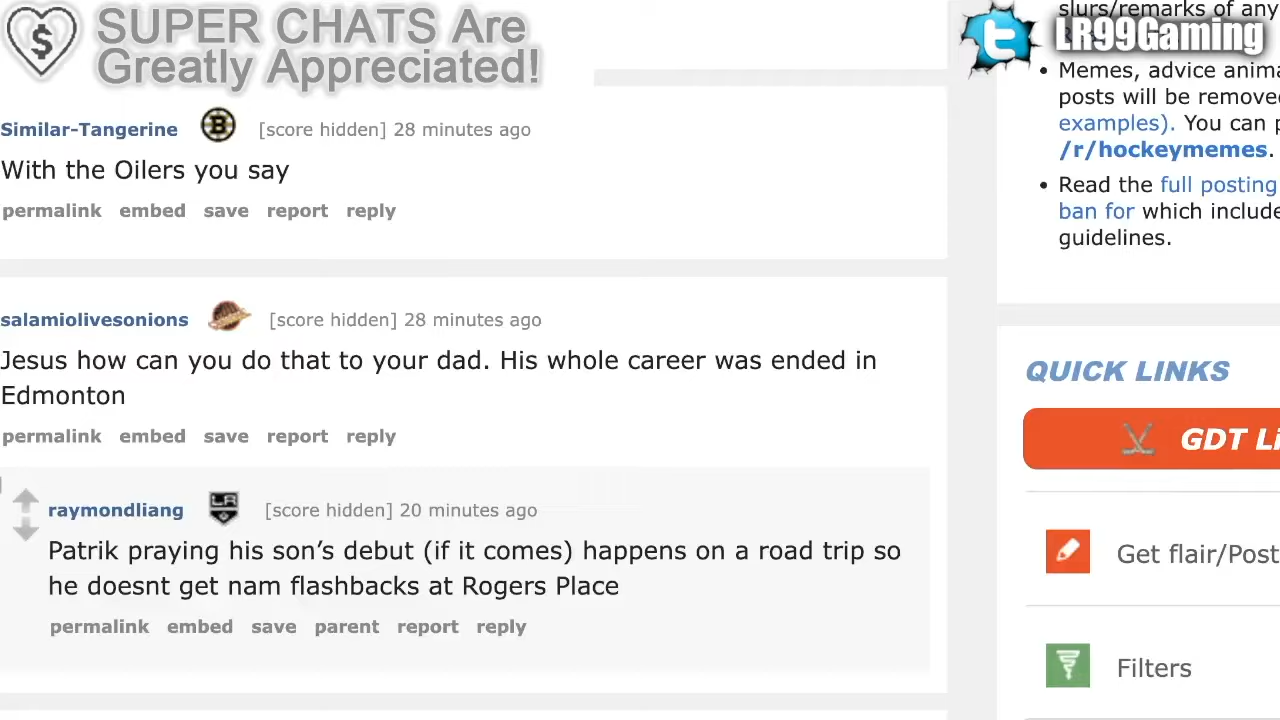 SUPER CHATS Are
Greatly Appreciated!
Similar-Tangerine [score hidden] 28 minutes ago
With the Oilers you say
permalink embed save report reply
salamiolivesonions [score hidden] 28 minutes ago
Jesus how can you do that to your dad. His whole career was ended in
Edmonton
permalink embed save report reply
raymondliang [score hidden] 20 minutes ago
Patrik praying his son’s debut (if it comes) happens on a road trip so
he doesnt get nam flashbacks at Rogers Place
permalink embed save parent report reply
slurs/remarks of any
LR99Gaming
• Memes, advice anima
posts will be removed
examples). You can p
/r/hockeymemes.
• Read the full posting
ban for which include
guidelines.
QUICK LINKS
GDT Li
Get flair/Post
Filters